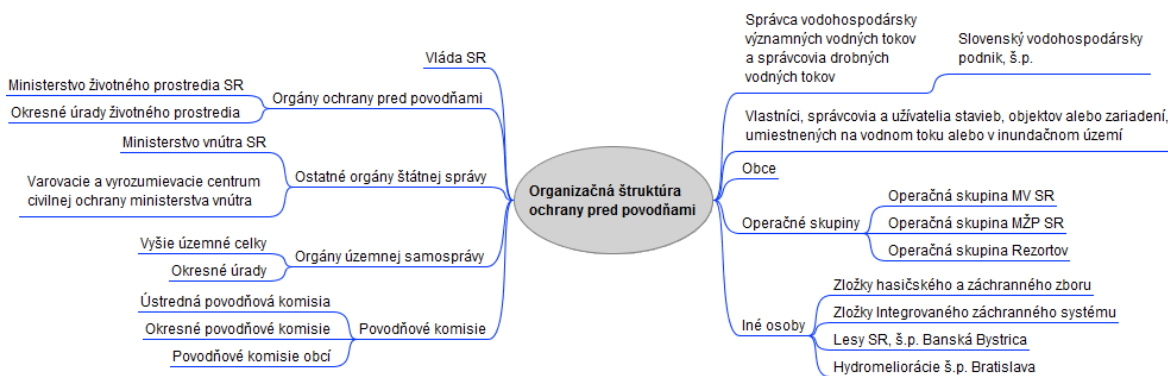 Organizačná štruktúra
ochrany pred povodňami
Vláda SR
Orgány ochrany pred povodňami
Ministerstvo životného prostredia SR
Okresné úrady životného prostredia
Ostatné orgány štátnej správy
Ministerstvo vnútra SR
Varovacie a vyrozumievacie centrum
civilnej ochrany ministerstva vnútra
Orgány územnej samosprávy
Vyšie územné celky
Okresné úrady
Povodňové komisie
Ústredná povodňová komisia
Okresné povodňové komisie
Povodňové komisie obcí
Správca vodohospodársky
významných vodných tokov
a správcovia drobných
vodných tokov
Slovenský vodohospodársky
podnik, š.p.
Vlastníci, správcovia a užívatelia stavieb, objektov alebo zariadení,
umiestnených na vodnom toku alebo v inundačnom území
Obce
Operačné skupiny
Operačná skupina MV SR
Operačná skupina MŽP SR
Operačná skupina Rezortov
Iné osoby
Zložky hasičského a záchranného zboru
Zložky Integrovaného záchranného systému
Lesy SR, š.p. Banská Bystrica
Hydromeliorácie š.p. Bratislava